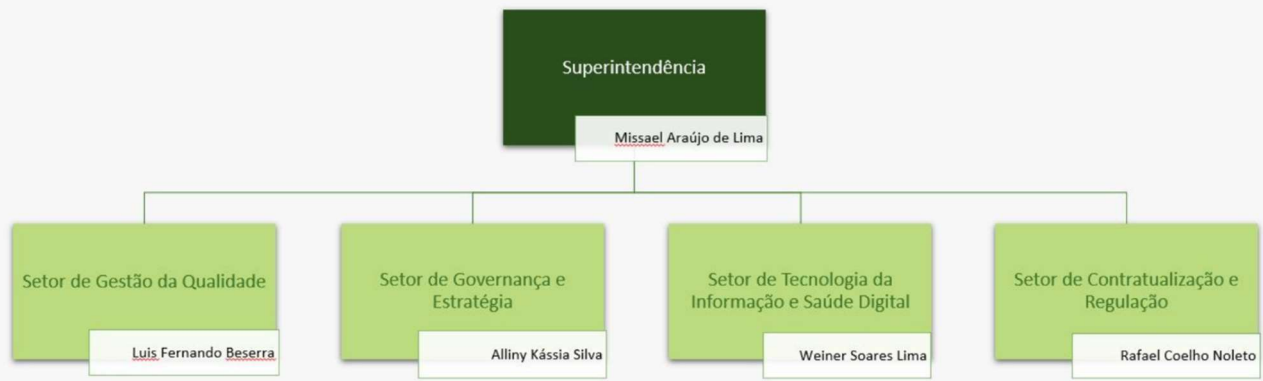 Superintendência
Missael Araújo de Lima
Setor de Gestão da Qualidade
Luis Fernando Beserra
Setor de Governança e
Estratégia
Alliny Kássia Silva
Setor de Tecnologia da
Informação e Saúde Digital
Weiner Soares Lima
Setor de Contratualização e
Regulação
Rafael Coelho Noleto